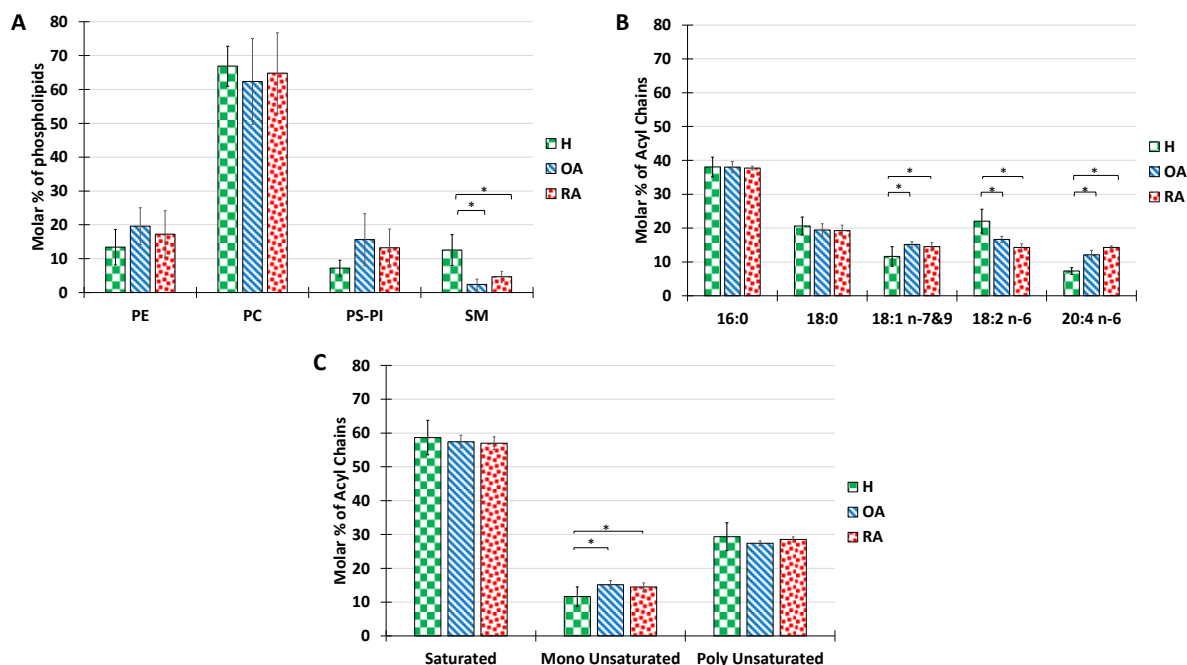 A
Molar % of phospholipids
80
70
60
50
40
30
20
10
0
PE PC PS-PI SM
* *
H
OA
RA
B
Molar % of Acyl Chains
80
70
60
50
40
30
20
10
0
16:0 18:0 18:1 n-7&9 18:2 n-6 20:4 n-6
* * *
* * *
H
OA
RA
C
Molar % of Acyl Chains
80
70
60
50
40
30
20
10
0
Saturated Mono Unsaturated Poly Unsaturated
*
*
H
OA
RA